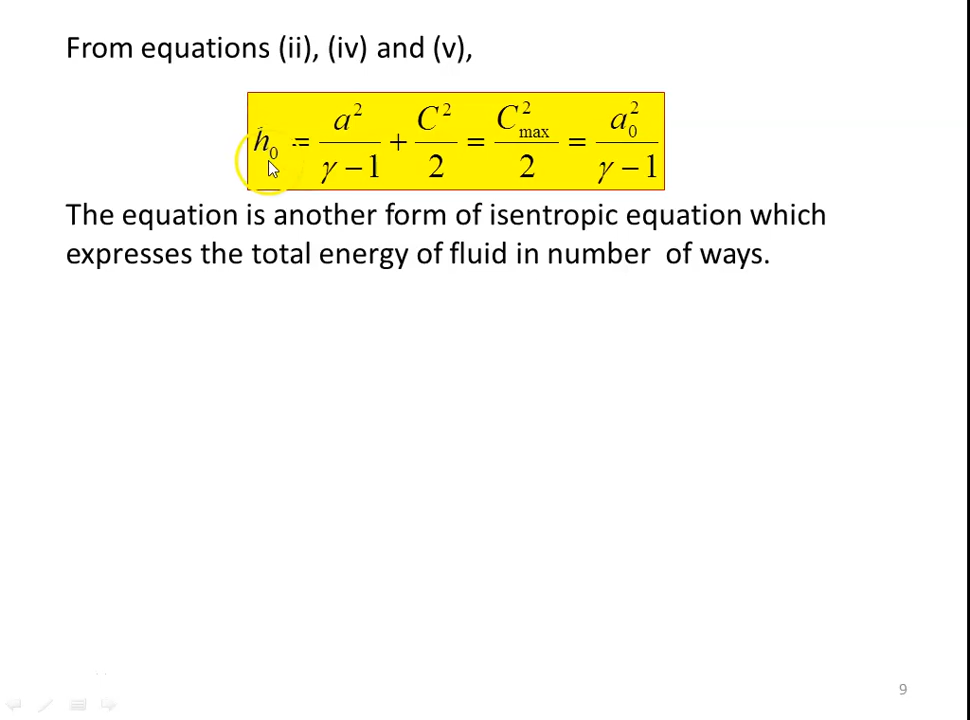 From equations (ii), (iv) and (v),
h₀ = a²/(γ − 1) + C²/2 = C²max/2 = a₀²/(γ − 1)
The equation is another form of isentropic equation which
expresses the total energy of fluid in number of ways.
9